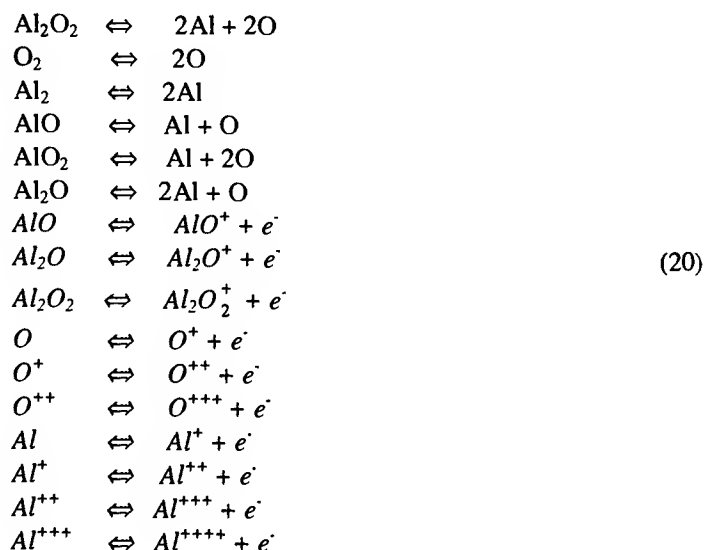 Al₂O₂ ⇔ 2Al + 2O
O₂ ⇔ 2O
Al₂ ⇔ 2Al
AlO ⇔ Al + O
AlO₂ ⇔ Al + 2O
Al₂O ⇔ 2Al + O
AlO ⇔ AlO⁺ + e⁻
Al₂O ⇔ Al₂O⁺ + e⁻ (20)
Al₂O₂ ⇔ Al₂O₂⁺ + e⁻
O ⇔ O⁺ + e⁻
O⁺ ⇔ O⁺⁺ + e⁻
O⁺⁺ ⇔ O⁺⁺⁺ + e⁻
Al ⇔ Al⁺ + e⁻
Al⁺ ⇔ Al⁺⁺ + e⁻
Al⁺⁺ ⇔ Al⁺⁺⁺ + e⁻
Al⁺⁺⁺ ⇔ Al⁺⁺⁺⁺ + e⁻